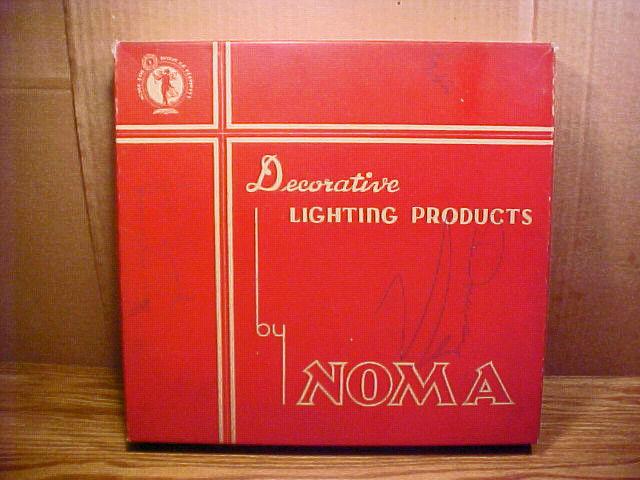 Decorative
LIGHTING PRODUCTS
by
NOMA